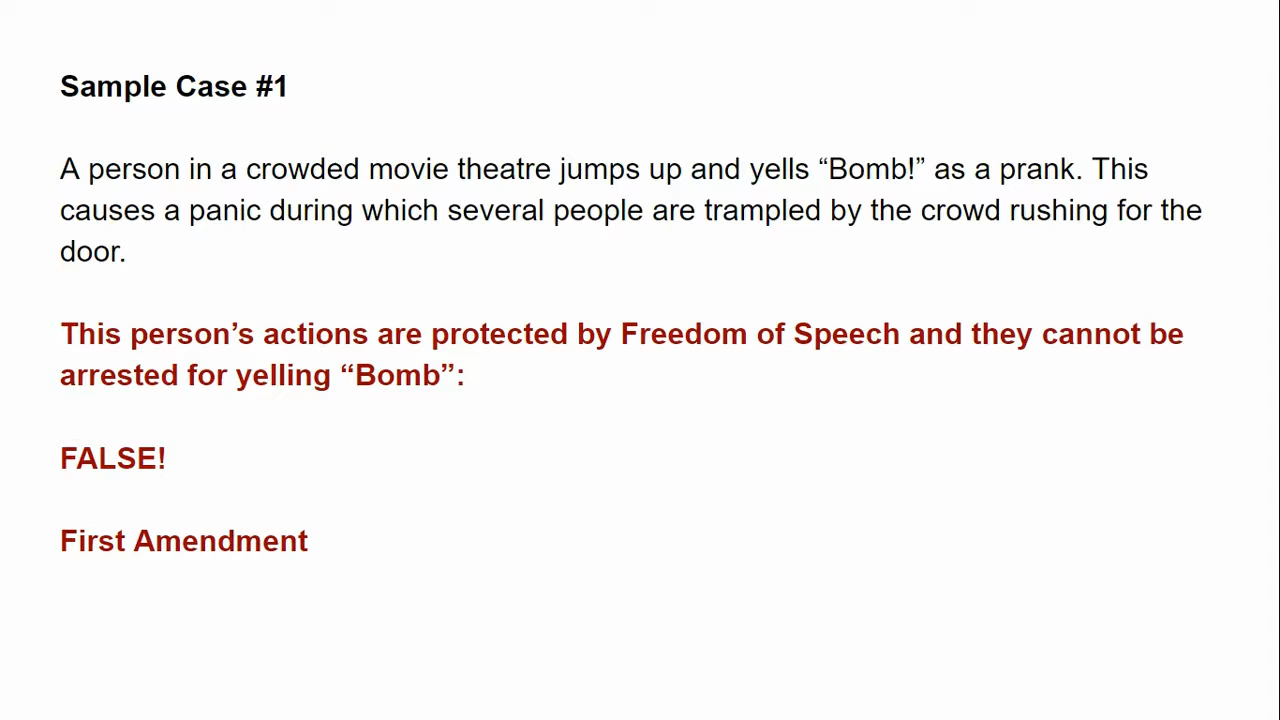 Sample Case #1
A person in a crowded movie theatre jumps up and yells “Bomb!” as a prank. This
causes a panic during which several people are trampled by the crowd rushing for the
door.
This person’s actions are protected by Freedom of Speech and they cannot be
arrested for yelling “Bomb”:
FALSE!
First Amendment